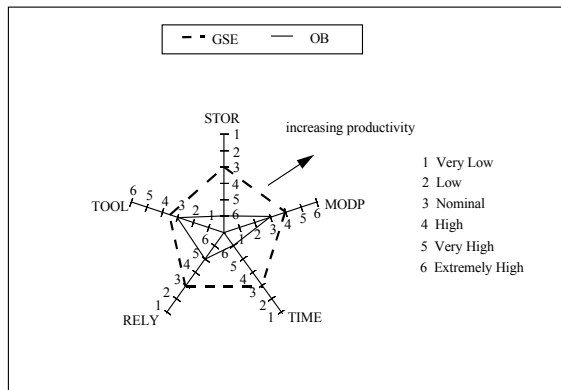 GSE OB
STOR
1
2
3
4
5
6
increasing productivity
MODP
1 2 3 4 5 6
TOOL
6 5 4 3 2 1
RELY
1 2 3 4 5 6
TIME
6 5 4 3 2 1
1 Very Low
2 Low
3 Nominal
4 High
5 Very High
6 Extremely High